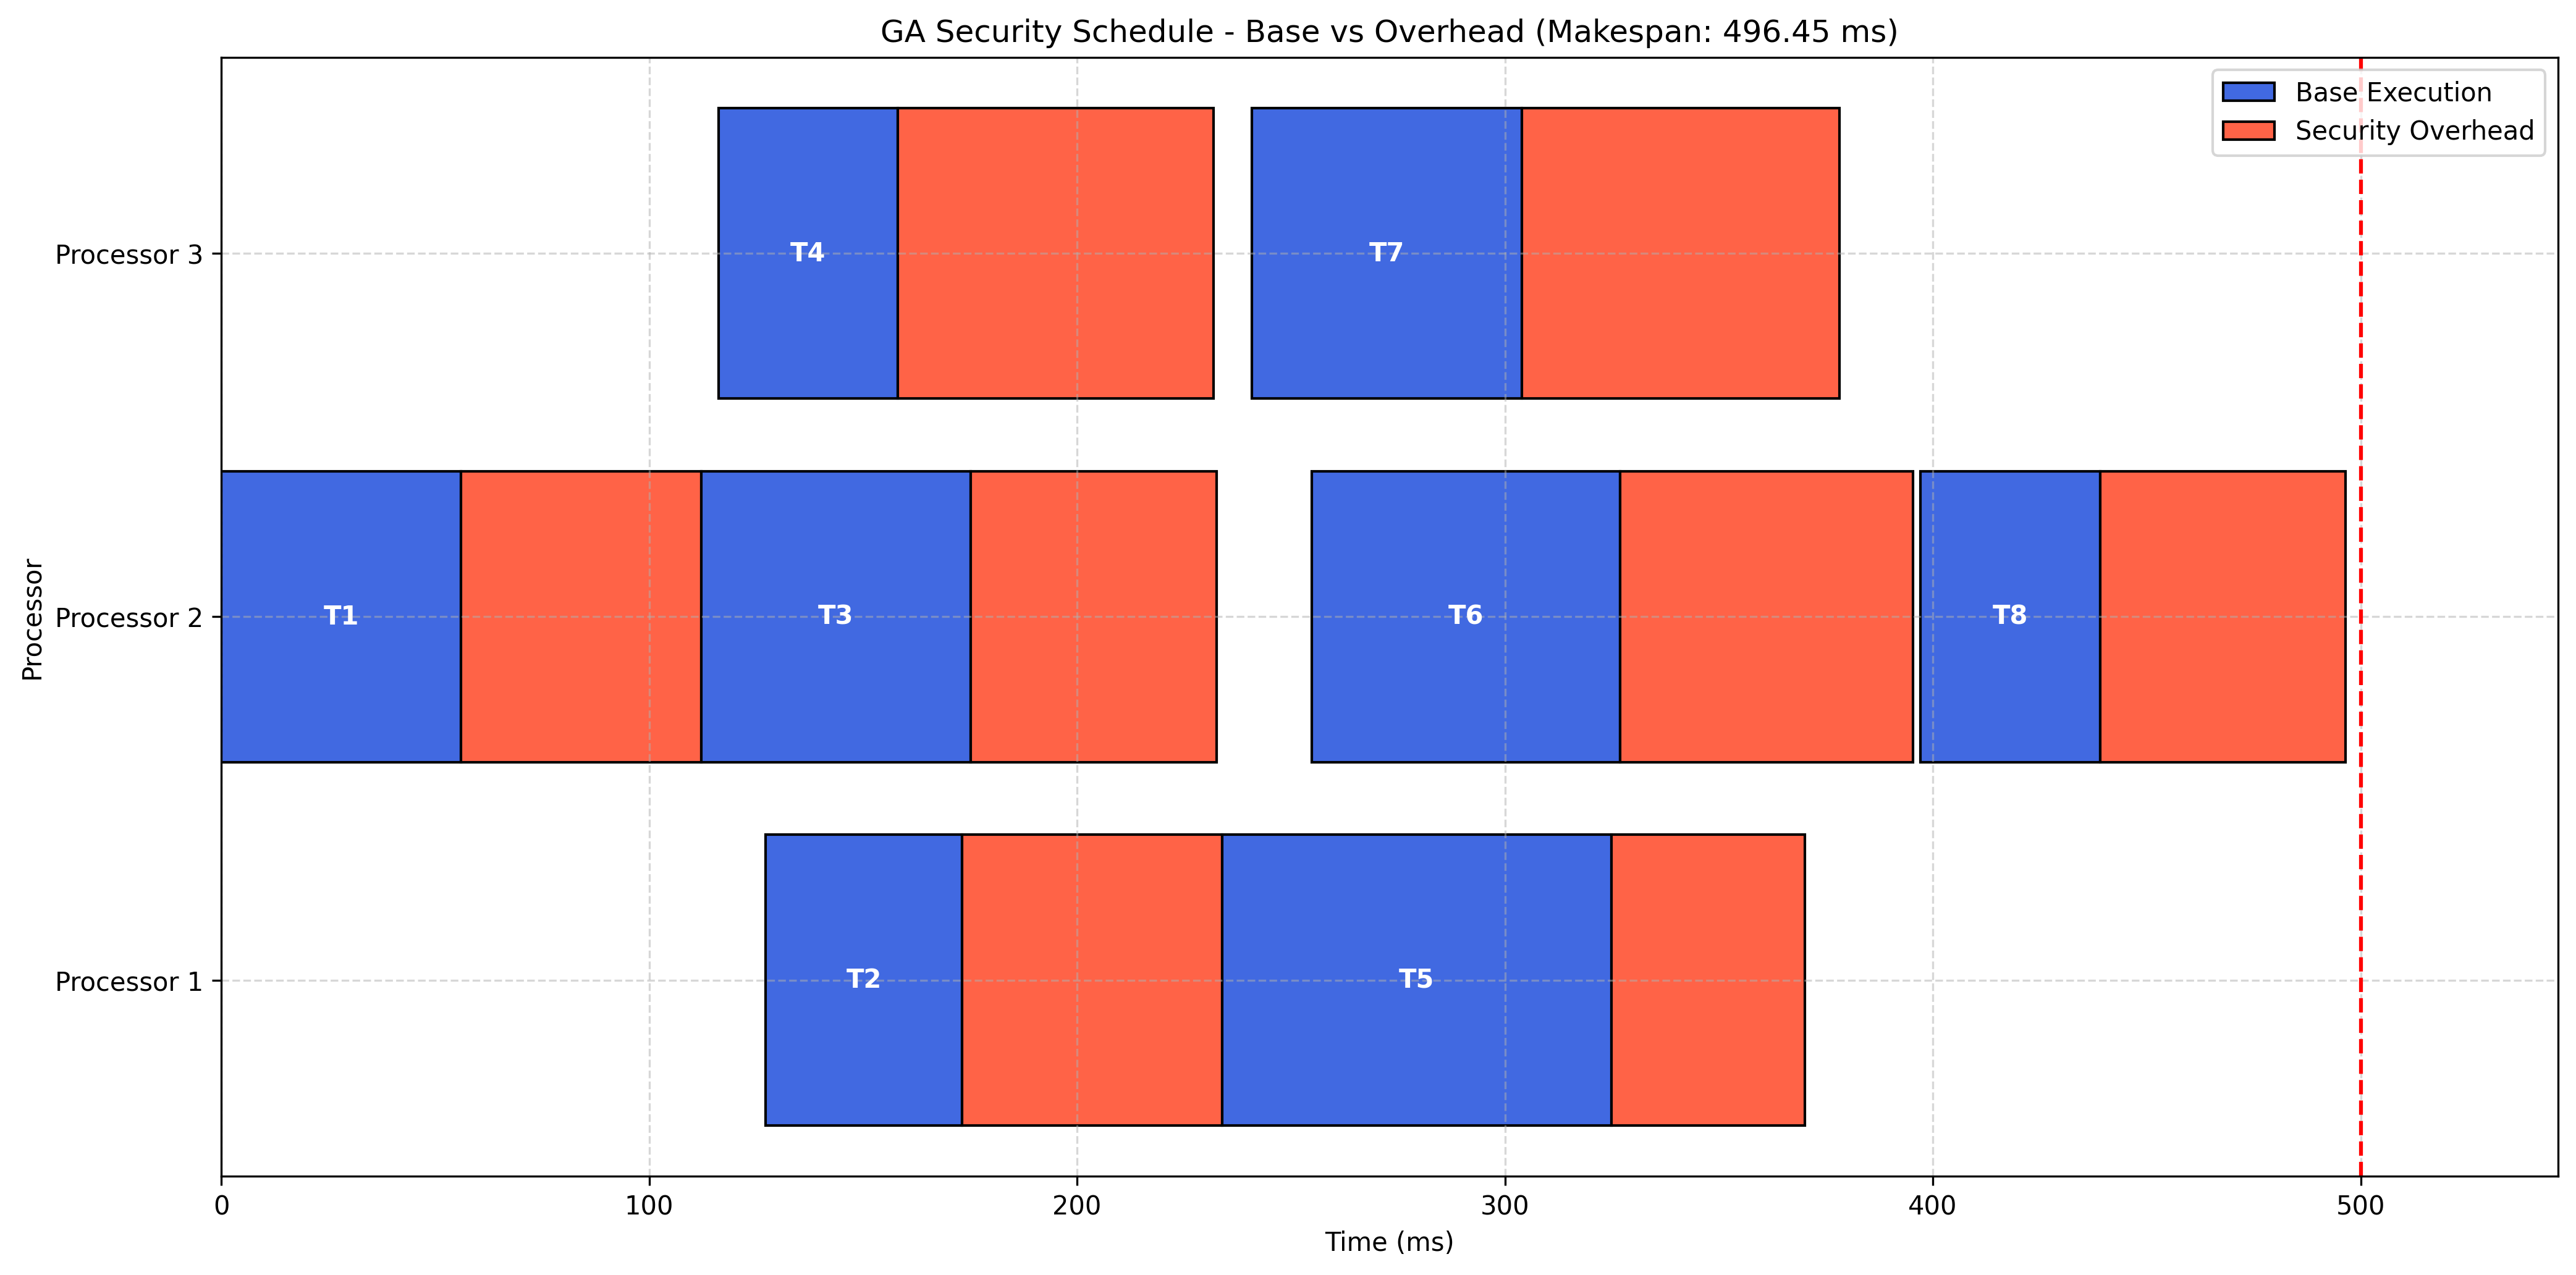 GA Security Schedule - Base vs Overhead (Makespan: 496.45 ms)
Base Execution
Security Overhead
Processor 3
T4
T7
Processor
Processor 2
T1
T3
T6
T8
Processor 1
T2
T5
0
100
200
300
400
500
Time (ms)